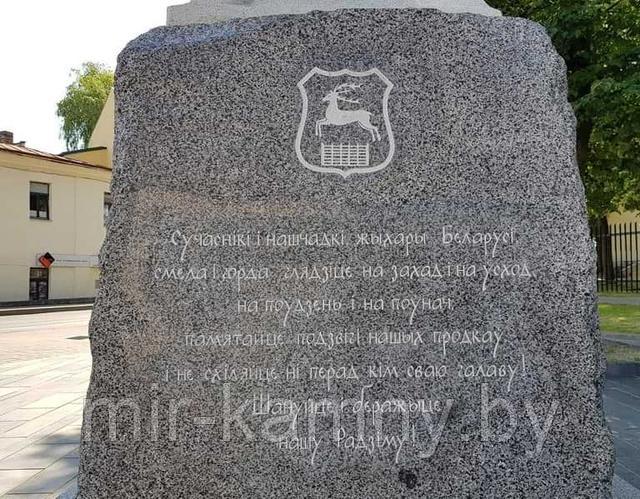 Сучаснікі і нашчадкі, жыхары Беларусі,
смела і горда глядзіце на захад і на усход,
на поўдзень і на поўнач,
памятайце подзвігі нашых продкаў
і не схіляйце ні перад кім сваю галаву!
Шануйце і беражыце
нашу Радзіму
mir-kamny.by